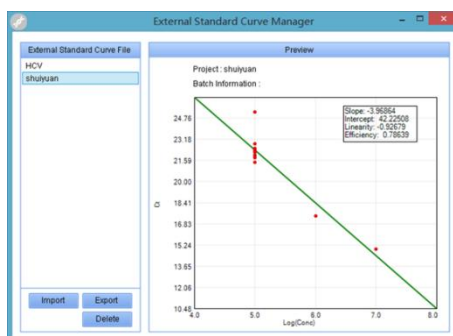 External Standard Curve Manager
External Standard Curve File
HCV
shuiyuan
Import
Export
Delete
Preview
Project : shuiyuan
Batch Information :
Slope: -3.96864
Intercept: 42.22508
Linearity: -0.92679
Efficiency: 0.78639
24.76
23.18
21.59
20.00
18.41
16.83
15.24
13.65
12.06
10.48
Ct
4.0
5.0
6.0
7.0
8.0
Log(Conc)